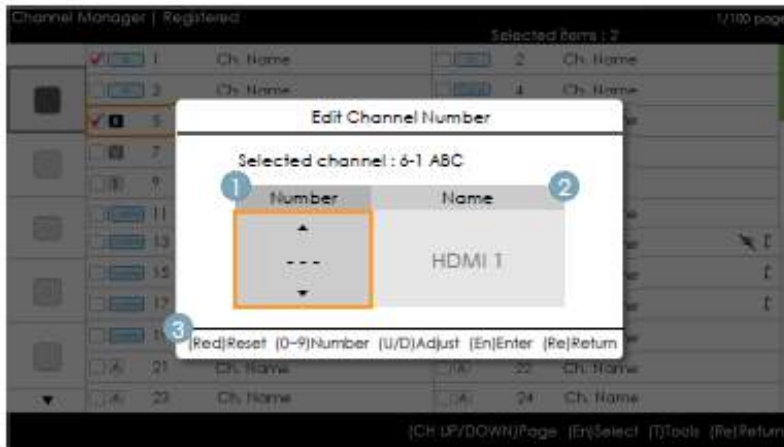 Channel Manager | Registered
1/100 page
Selected items : 2
1 Ch. Name 2 Ch. Name
3 Ch. Name 4 Ch. Name
5
7
9
11
13
15
17
21 Ch. Name 22 Ch. Name
23 Ch. Name 24 Ch. Name
Edit Channel Number
Selected channel : 6-1 ABC
1 2
Number Name
--- HDMI 1
3
(Red)Reset (0~9)Number (U/D)Adjust (En)Enter (Re)Return
(CH UP/DOWN)Page (En)Select (T)Tools (Re)Return